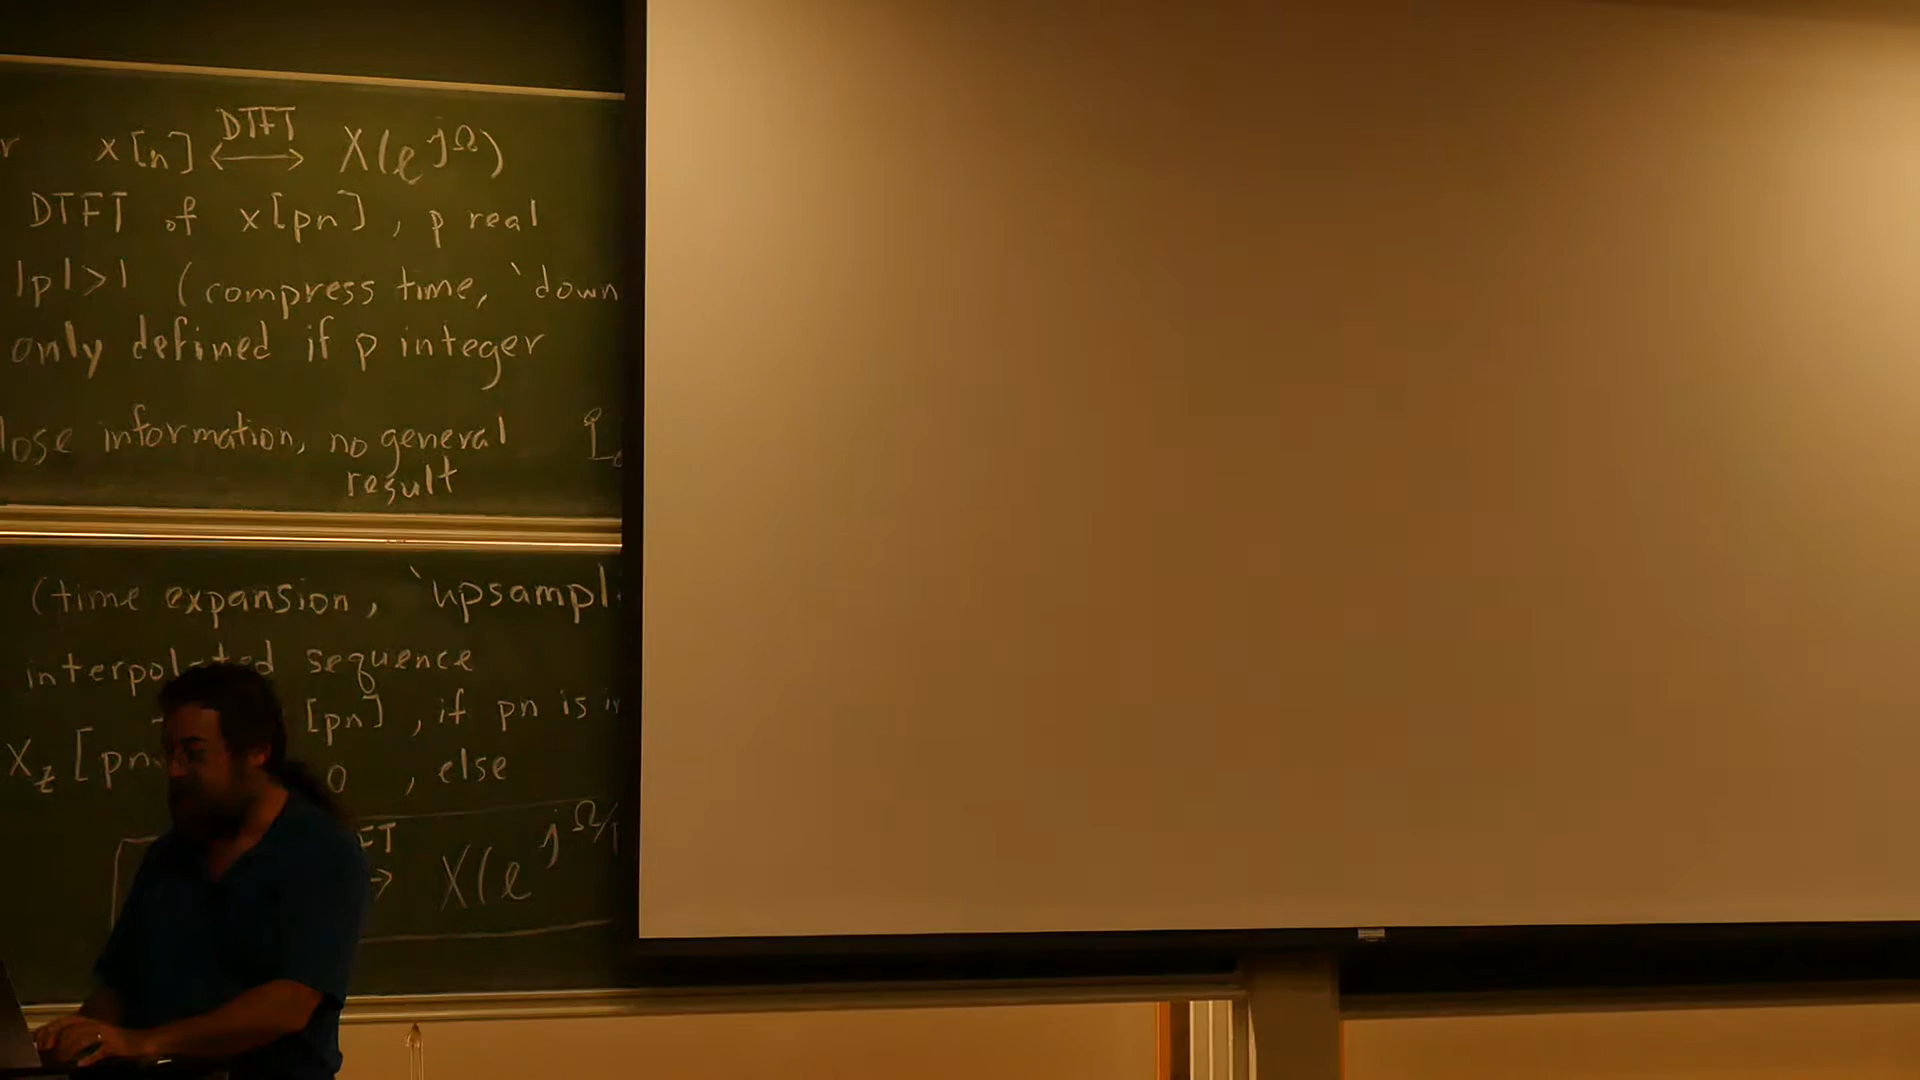 x[n] DTFT ⟷ X(e^jΩ)
DTFT of x[pn], p real
|p|>1 (compress time, `down
only defined if p integer
lose information, no general
result
(time expansion, `upsampl
sequence
[pn], if pn is
X_z[pn 0, else
X(e^jΩ/